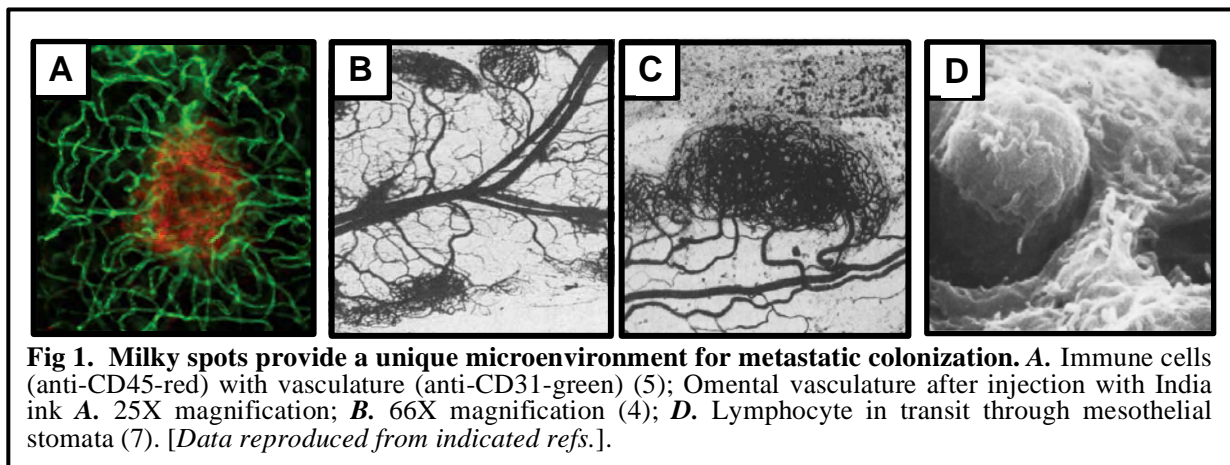 A
B
C
D
Fig 1. Milky spots provide a unique microenvironment for metastatic colonization. A. Immune cells
(anti-CD45-red) with vasculature (anti-CD31-green) (5); Omental vasculature after injection with India
ink A. 25X magnification; B. 66X magnification (4); D. Lymphocyte in transit through mesothelial
stomata (7). [Data reproduced from indicated refs.].